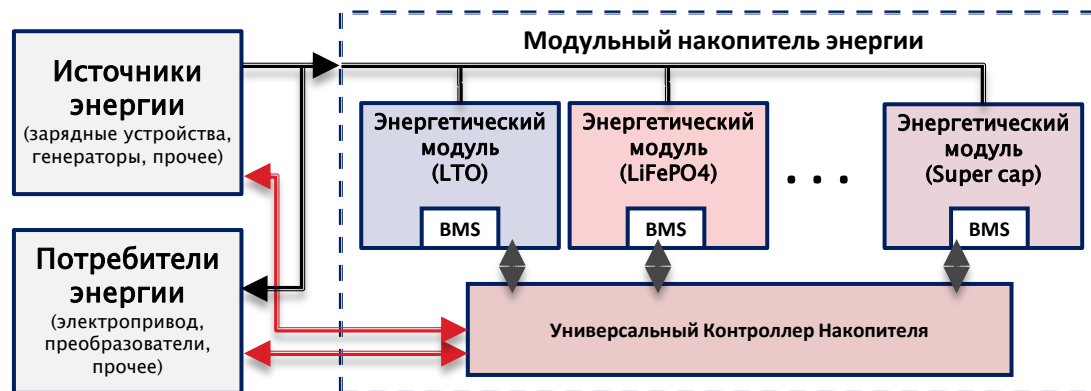 Модульный накопитель энергии
Источники
энергии
(зарядные устройства,
генераторы, прочее)
Энергетический
модуль
(LTO)
BMS
Энергетический
модуль
(LiFePO4)
BMS
. . .
Энергетический
модуль
(Super cap)
BMS
Потребители
энергии
(электропривод,
преобразователи,
прочее)
Универсальный Контроллер Накопителя